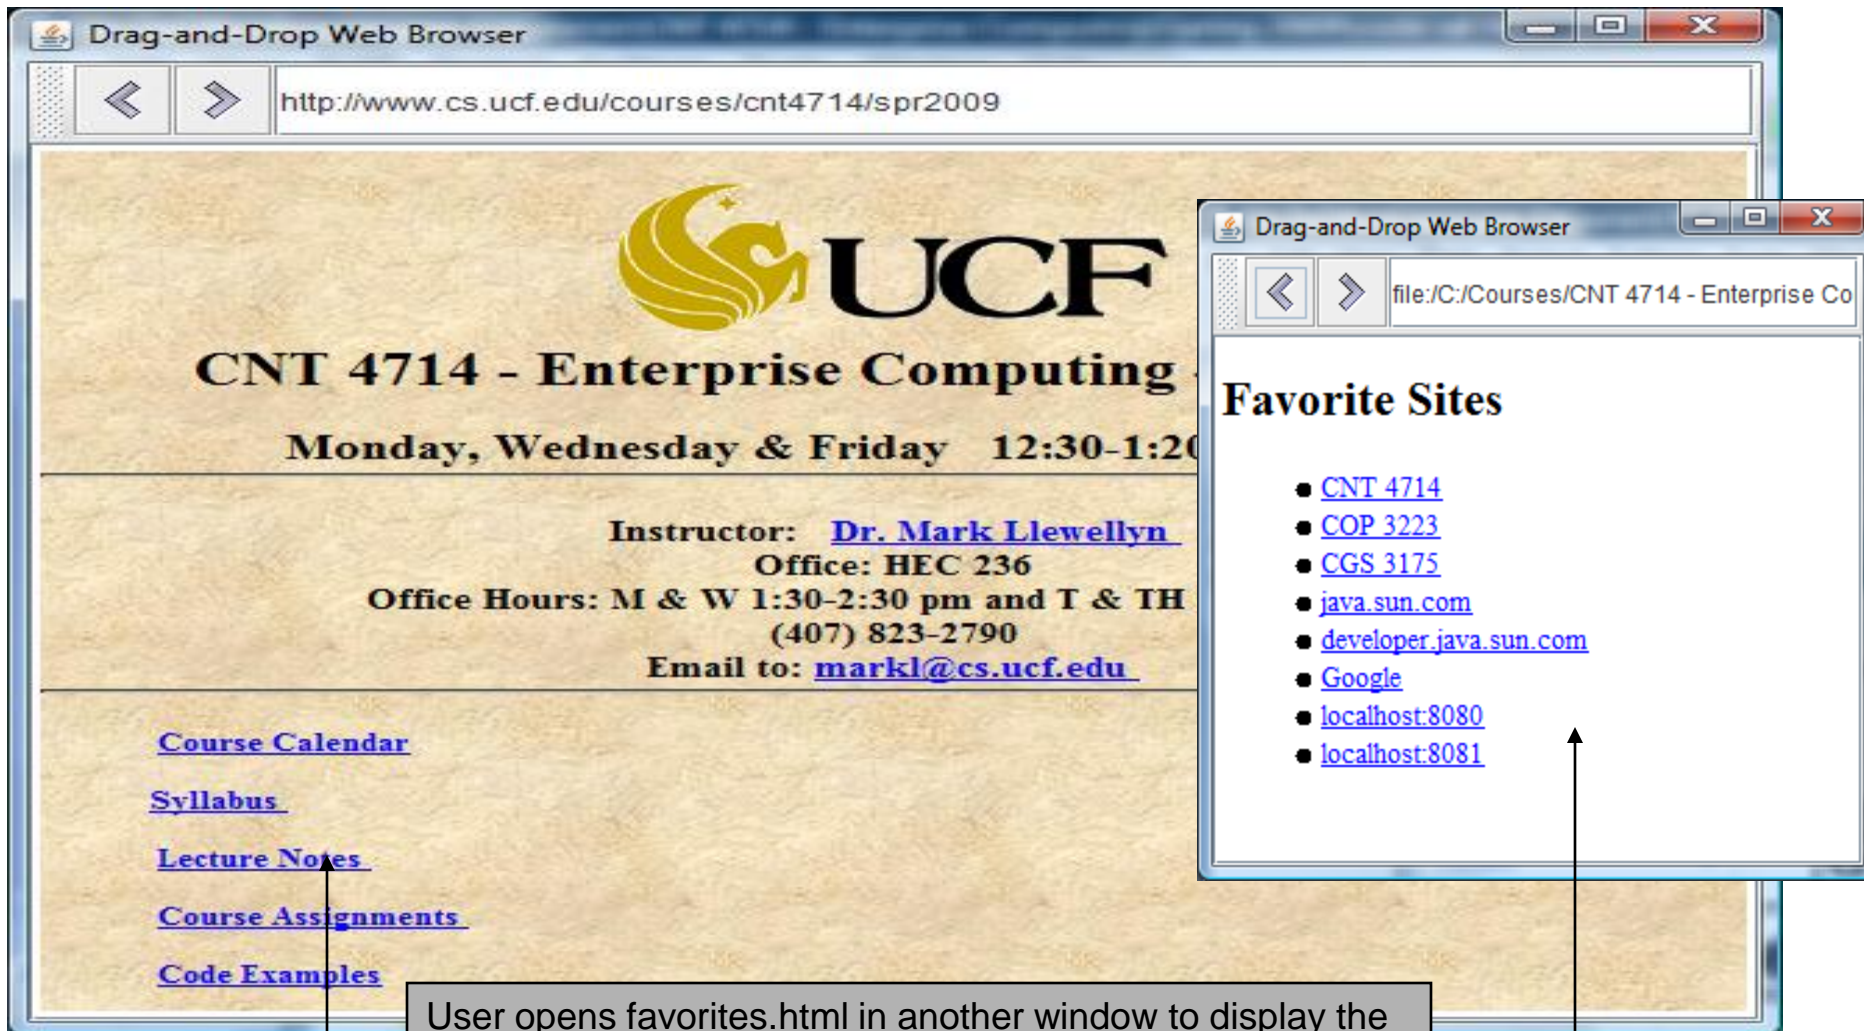 Drag-and-Drop Web Browser
http://www.cs.ucf.edu/courses/cnt4714/spr2009
UCF
CNT 4714 - Enterprise Computing -
Monday, Wednesday & Friday 12:30-1:20
Instructor: Dr. Mark Llewellyn
Office: HEC 236
Office Hours: M & W 1:30-2:30 pm and T & TH
(407) 823-2790
Email to: markl@cs.ucf.edu
Course Calendar
Syllabus
Lecture Notes
Course Assignments
Code Examples
Drag-and-Drop Web Browser
file:/C:/Courses/CNT 4714 - Enterprise Co
Favorite Sites
CNT 4714
COP 3223
CGS 3175
java.sun.com
developer.java.sun.com
Google
localhost:8080
localhost:8081
User opens favorites.html in another window to display the